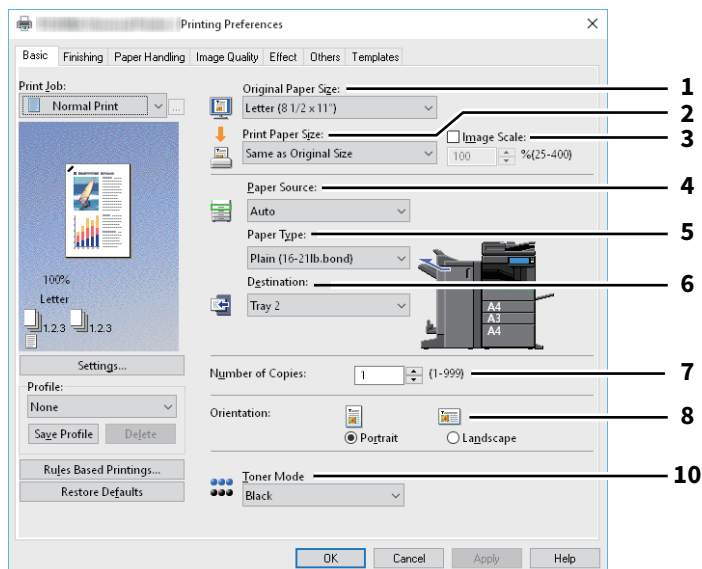 Printing Preferences
Basic Finishing Paper Handling Image Quality Effect Others Templates
Print Job:
Normal Print
...
100%
Letter
1.2.3 1.2.3
Settings...
Profile:
None
Save Profile Delete
Rules Based Printings...
Restore Defaults
Original Paper Size: 1
Letter (8 1/2 x 11")
Print Paper Size: 2
Same as Original Size
Image Scale: 3
100 %(25-400)
Paper Source: 4
Auto
Paper Type: 5
Plain (16-21lb.bond)
Destination: 6
Tray 2
A4
A3
A4
Number of Copies: 1 (1-999) 7
Orientation: 8
Portrait Landscape
Toner Mode 10
Black
OK Cancel Apply Help